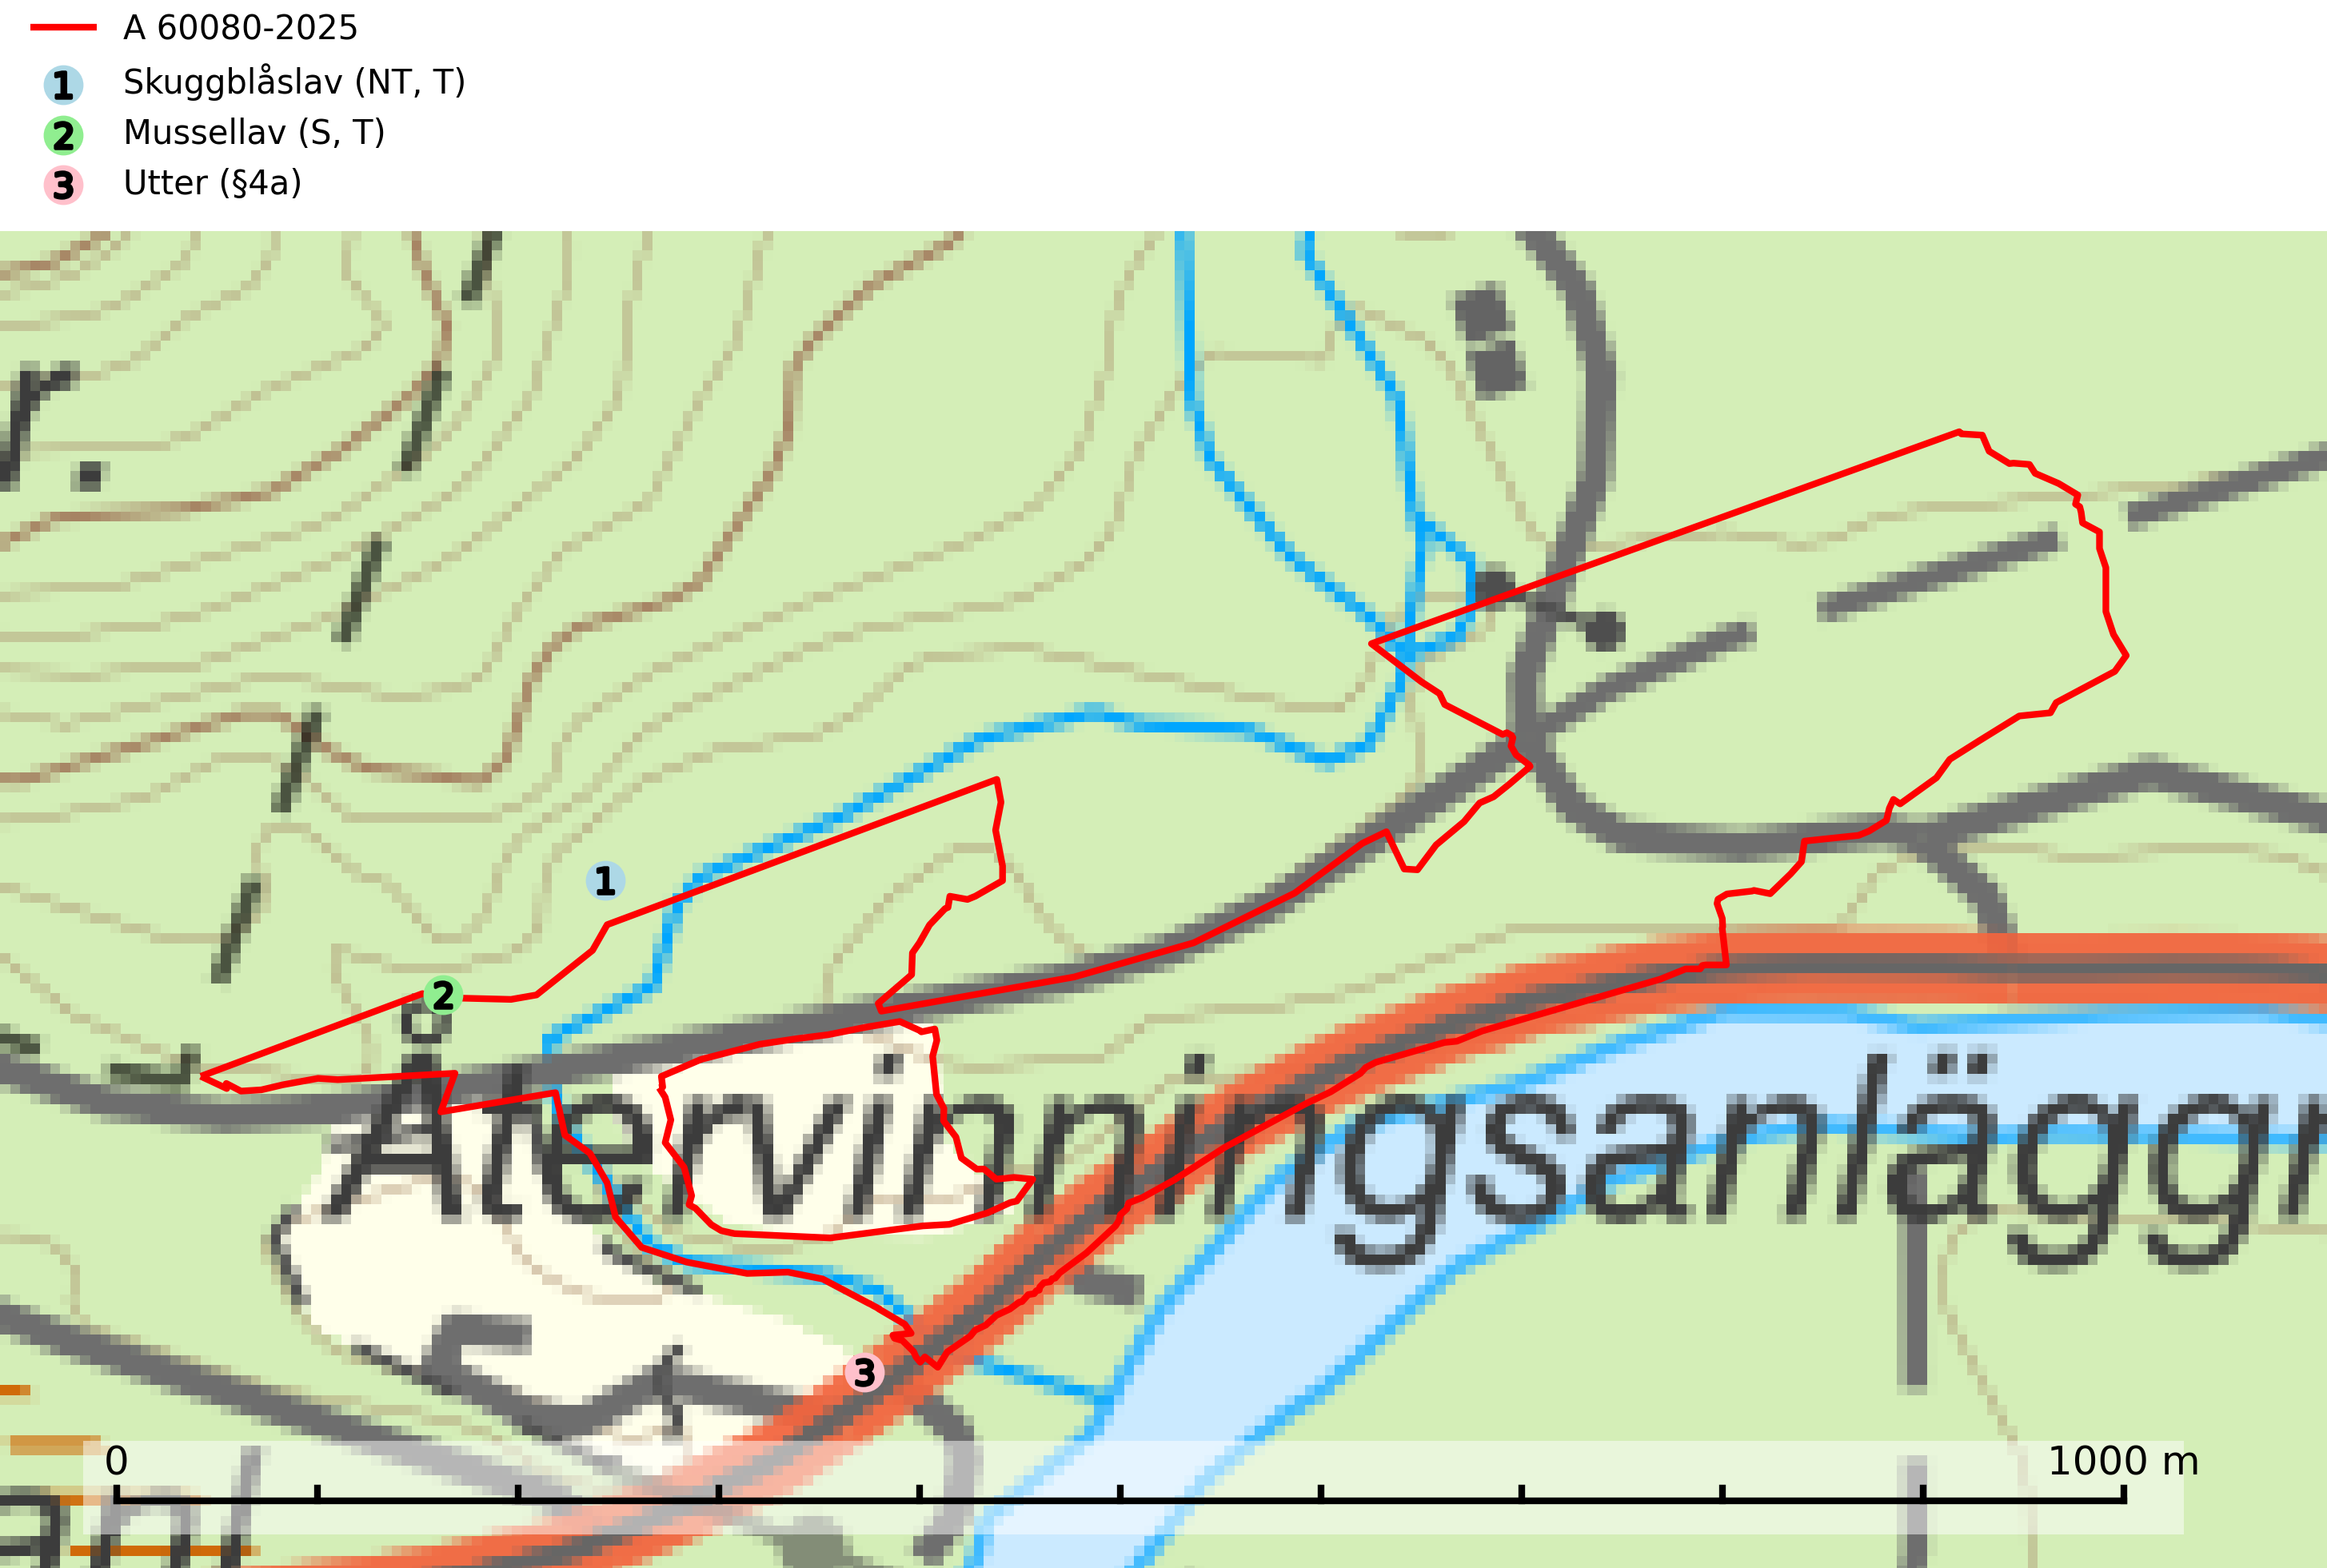 A 60080-2025
1 Skuggblåslav (NT, T)
2 Mussellav (S, T)
3 Utter (§4a)
r.
1
2
å
Återvinningsanläggn
3
0 1000 m